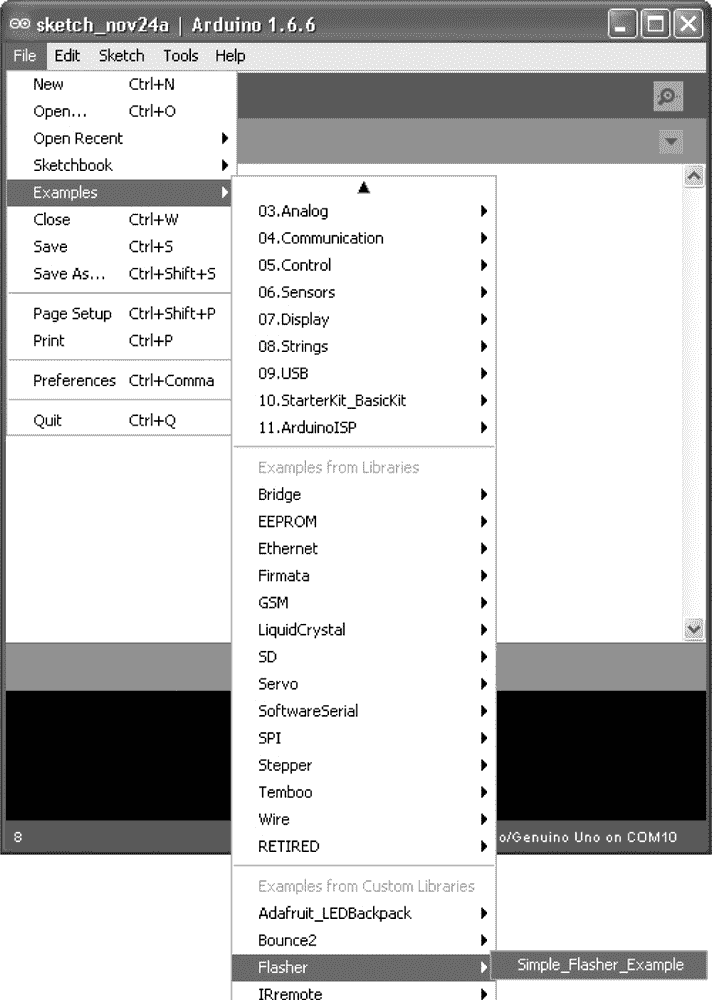 sketch_nov24a | Arduino 1.6.6
File Edit Sketch Tools Help
New Ctrl+N
Open... Ctrl+O
Open Recent
Sketchbook
Examples
Close Ctrl+W
Save Ctrl+S
Save As... Ctrl+Shift+S
Page Setup Ctrl+Shift+P
Print Ctrl+P
Preferences Ctrl+Comma
Quit Ctrl+Q
03.Analog
04.Communication
05.Control
06.Sensors
07.Display
08.Strings
09.USB
10.StarterKit_BasicKit
11.ArduinoISP
Examples from Libraries
Bridge
EEPROM
Ethernet
Firmata
GSM
LiquidCrystal
SD
Servo
SoftwareSerial
SPI
Stepper
Temboo
Wire
RETIRED
Examples from Custom Libraries
Adafruit_LEDBackpack
Bounce2
Flasher
IRremote
Simple_Flasher_Example
8
o/Genuino Uno on COM10